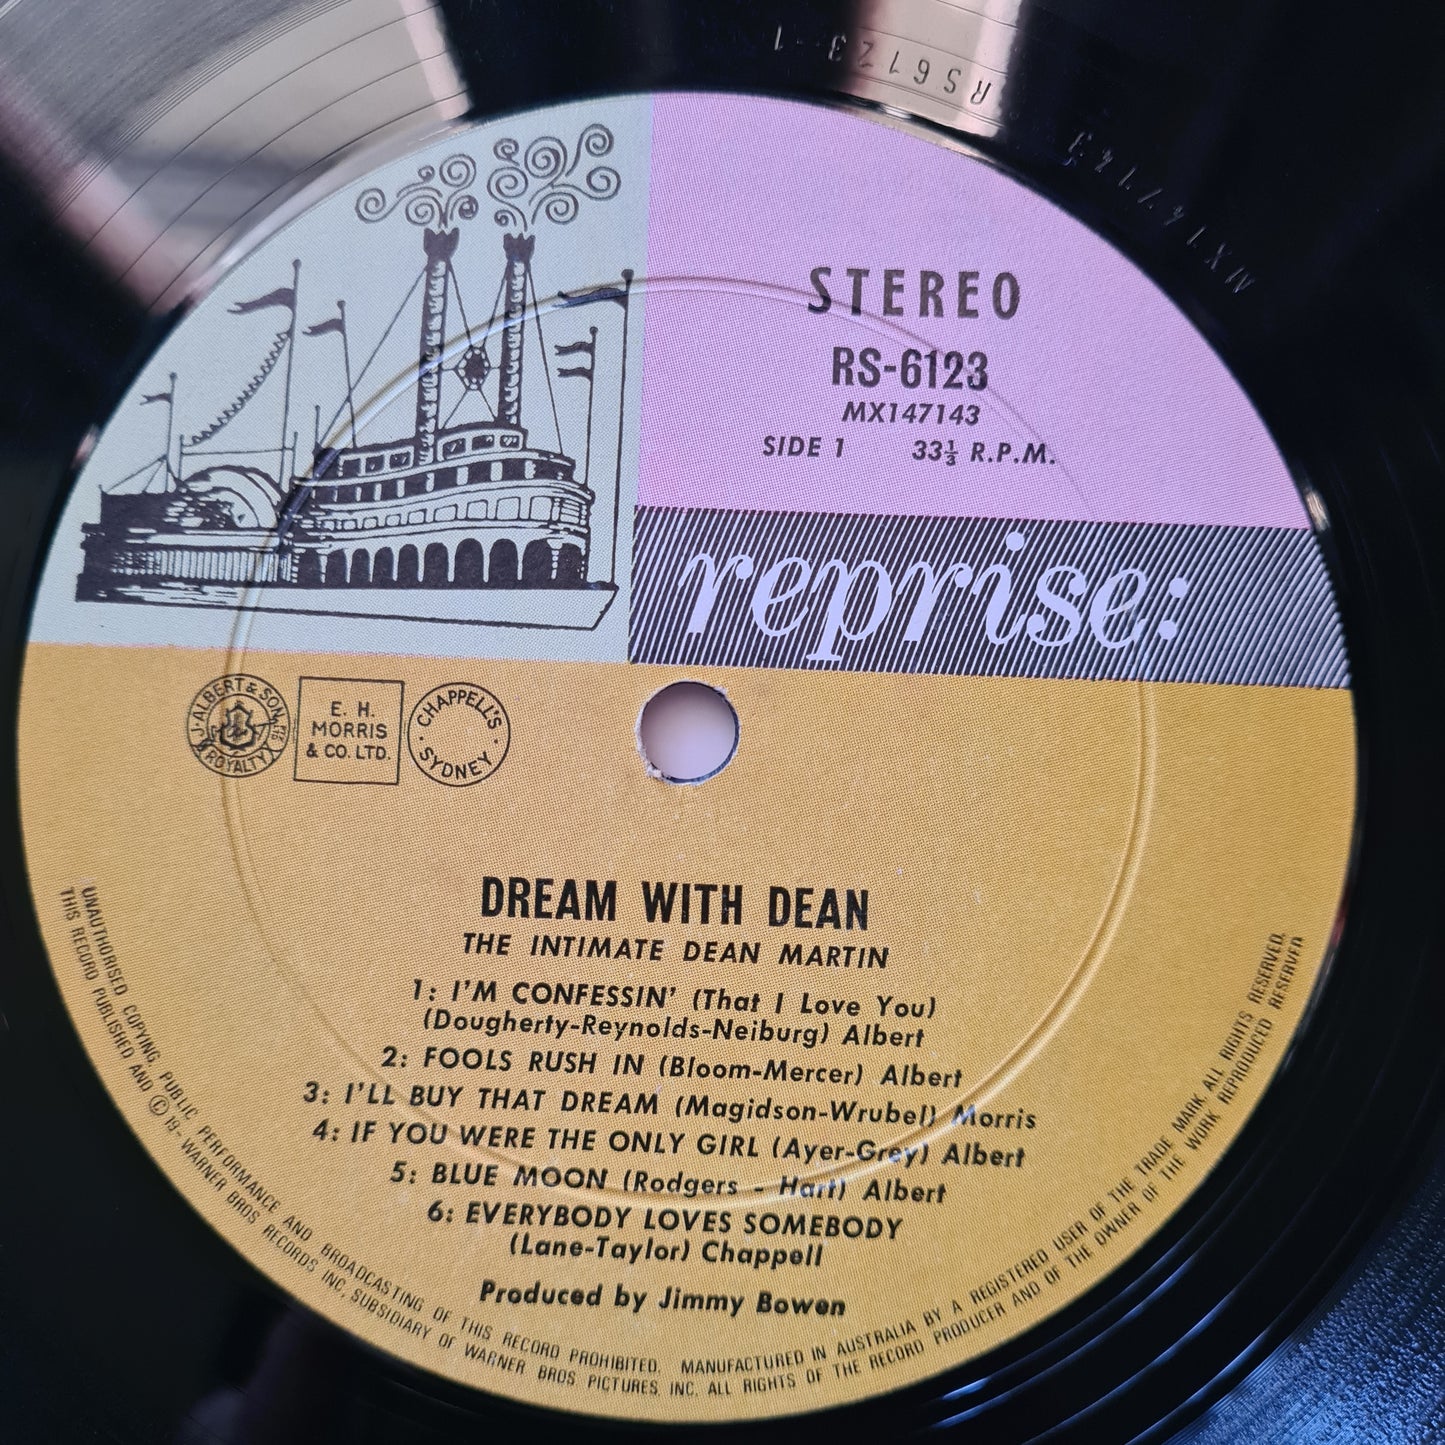 RS6123-1
MX147143
STEREO
RS-6123
MX147143
SIDE 1 33⅓ R.P.M.
reprise:
J. ALBERT & SON PTY
ROYALTY
E. H.
MORRIS
& CO. LTD.
CHAPPELL'S
SYDNEY
DREAM WITH DEAN
THE INTIMATE DEAN MARTIN
1: I'M CONFESSIN' (That I Love You)
(Dougherty-Reynolds-Neiburg) Albert
2: FOOLS RUSH IN (Bloom-Mercer) Albert
3: I'LL BUY THAT DREAM (Magidson-Wrubel) Morris
4: IF YOU WERE THE ONLY GIRL (Ayer-Grey) Albert
5: BLUE MOON (Rodgers - Hart) Albert
6: EVERYBODY LOVES SOMEBODY
(Lane-Taylor) Chappell
Produced by Jimmy Bowen
UNAUTHORISED COPYING, PUBLIC PERFORMANCE AND BROADCASTING OF THIS RECORD PROHIBITED. MANUFACTURED IN AUSTRALIA BY A REGISTERED USER OF THE TRADE MARK. ALL RIGHTS RESERVED.
THIS RECORD PUBLISHED AND © 19- WARNER BROS RECORDS INC, SUBSIDIARY OF WARNER BROS PICTURES INC. ALL RIGHTS OF THE RECORD PRODUCER AND OF THE OWNER OF THE WORK REPRODUCED RESERVED